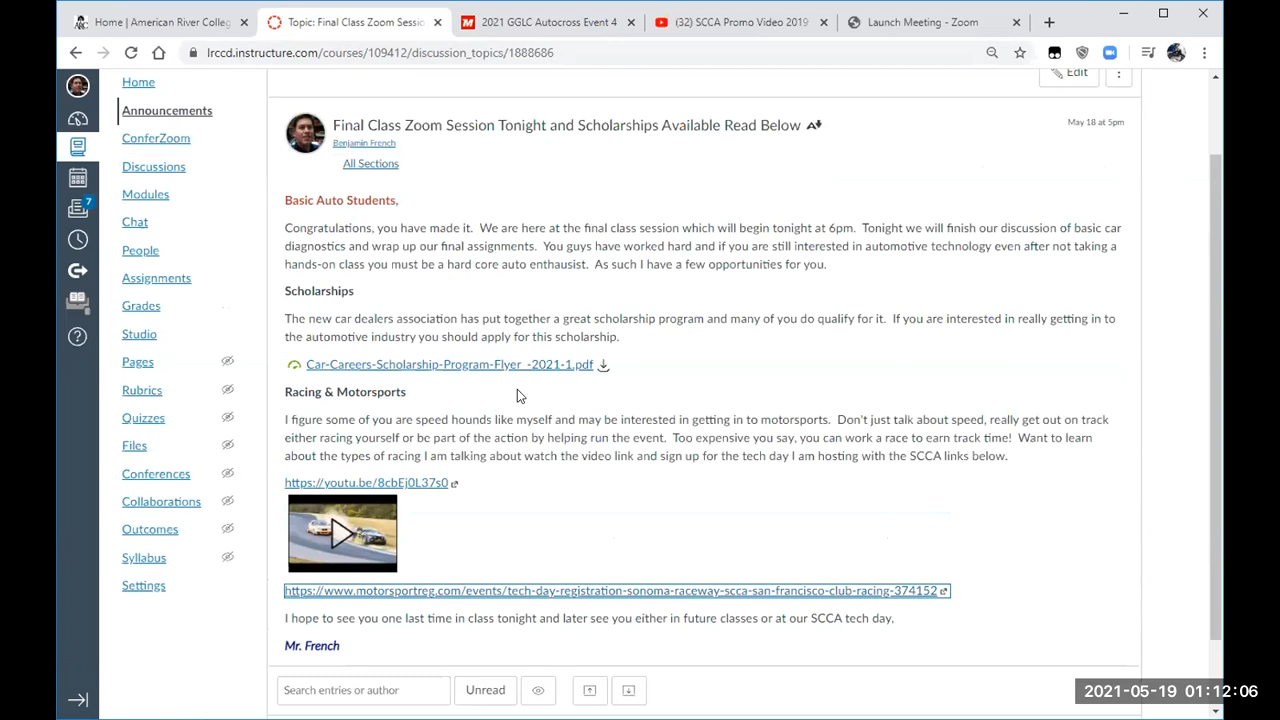 Home | American River Colleg
Topic: Final Class Zoom Sessio
2021 GGLC Autocross Event 4
(32) SCCA Promo Video 2019
Launch Meeting - Zoom
lrccd.instructure.com/courses/109412/discussion_topics/1888686
Home
Announcements
ConferZoom
Discussions
Modules
Chat
People
Assignments
Grades
Studio
Pages
Rubrics
Quizzes
Files
Conferences
Collaborations
Outcomes
Syllabus
Settings
7
Edit
Final Class Zoom Session Tonight and Scholarships Available Read Below
May 18 at 5pm
Benjamin French
All Sections
Basic Auto Students,
Congratulations, you have made it.  We are here at the final class session which will begin tonight at 6pm.  Tonight we will finish our discussion of basic car
diagnostics and wrap up our final assignments.  You guys have worked hard and if you are still interested in automotive technology even after not taking a
hands-on class you must be a hard core auto enthausist.  As such I have a few opportunities for you.
Scholarships
The new car dealers association has put together a great scholarship program and many of you do qualify for it.  If you are interested in really getting in to
the automotive industry you should apply for this scholarship.
Car-Careers-Scholarship-Program-Flyer -2021-1.pdf
Racing & Motorsports
I figure some of you are speed hounds like myself and may be interested in getting in to motorsports.  Don't just talk about speed, really get out on track
either racing yourself or be part of the action by helping run the event.  Too expensive you say, you can work a race to earn track time!  Want to learn
about the types of racing I am talking about watch the video link and sign up for the tech day I am hosting with the SCCA links below.
https://youtu.be/8cbEj0L37s0
https://www.motorsportreg.com/events/tech-day-registration-sonoma-raceway-scca-san-francisco-club-racing-374152
I hope to see you one last time in class tonight and later see you either in future classes or at our SCCA tech day,
Mr. French
Search entries or author
Unread
2021-05-19 01:12:06